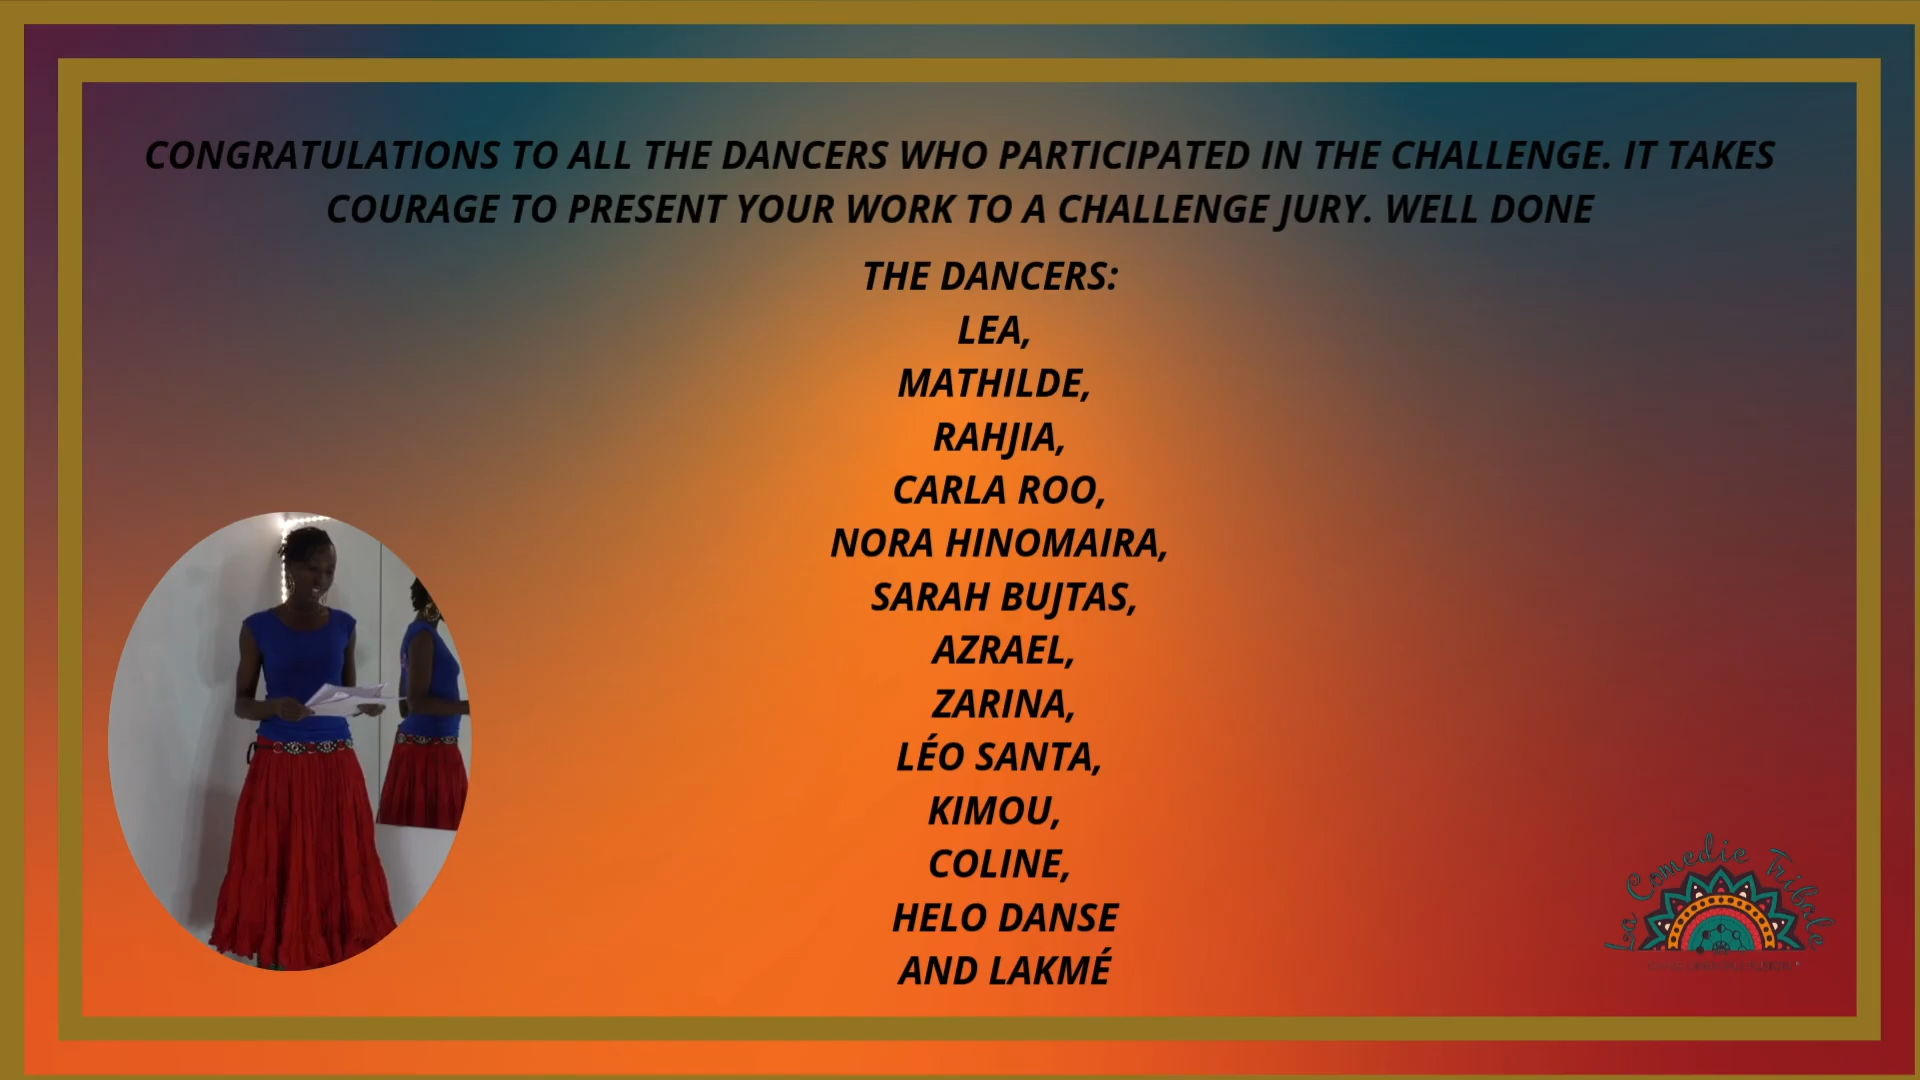 CONGRATULATIONS TO ALL THE DANCERS WHO PARTICIPATED IN THE CHALLENGE. IT TAKES
COURAGE TO PRESENT YOUR WORK TO A CHALLENGE JURY. WELL DONE
THE DANCERS:
LEA,
MATHILDE,
RAHJIA,
CARLA ROO,
NORA HINOMAIRA,
SARAH BUJTAS,
AZRAEL,
ZARINA,
LÉO SANTA,
KIMOU,
COLINE,
HELO DANSE
AND LAKMÉ
La Comedie Tribale